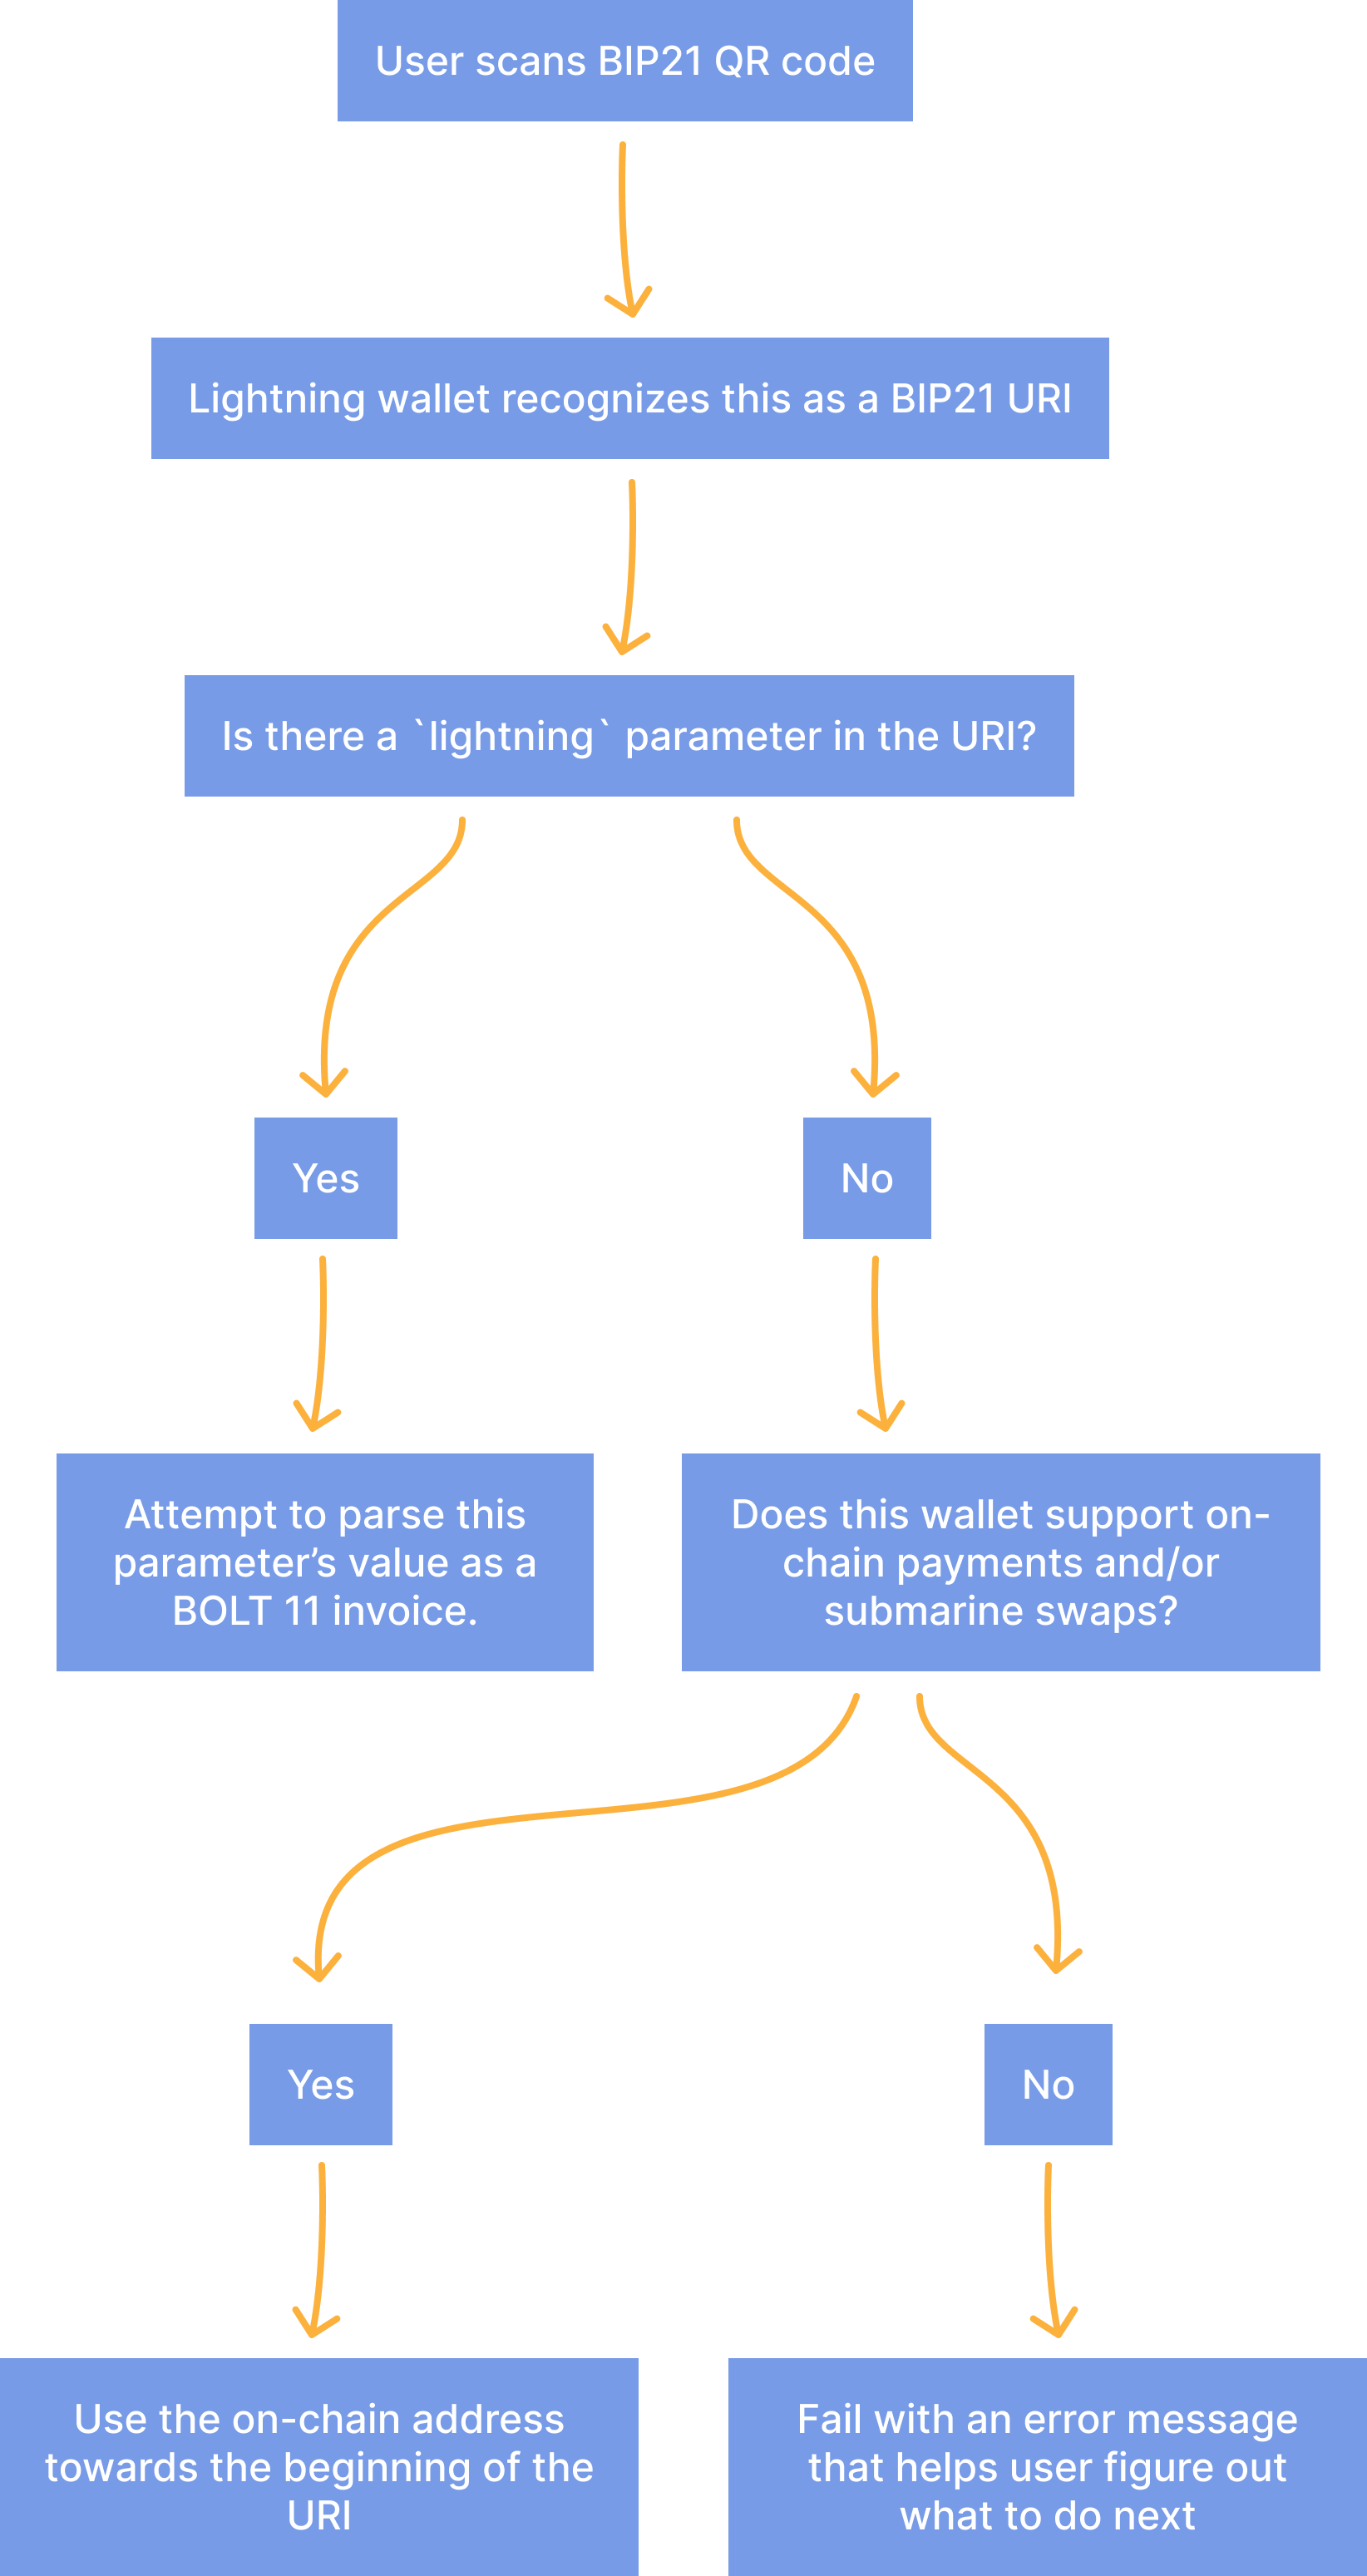 User scans BIP21 QR code
Lightning wallet recognizes this as a BIP21 URI
Is there a `lightning` parameter in the URI?
Yes
No
Attempt to parse this
parameter’s value as a
BOLT 11 invoice.
Does this wallet support on-
chain payments and/or
submarine swaps?
Yes
No
Use the on-chain address
towards the beginning of the
URI
Fail with an error message
that helps user figure out
what to do next